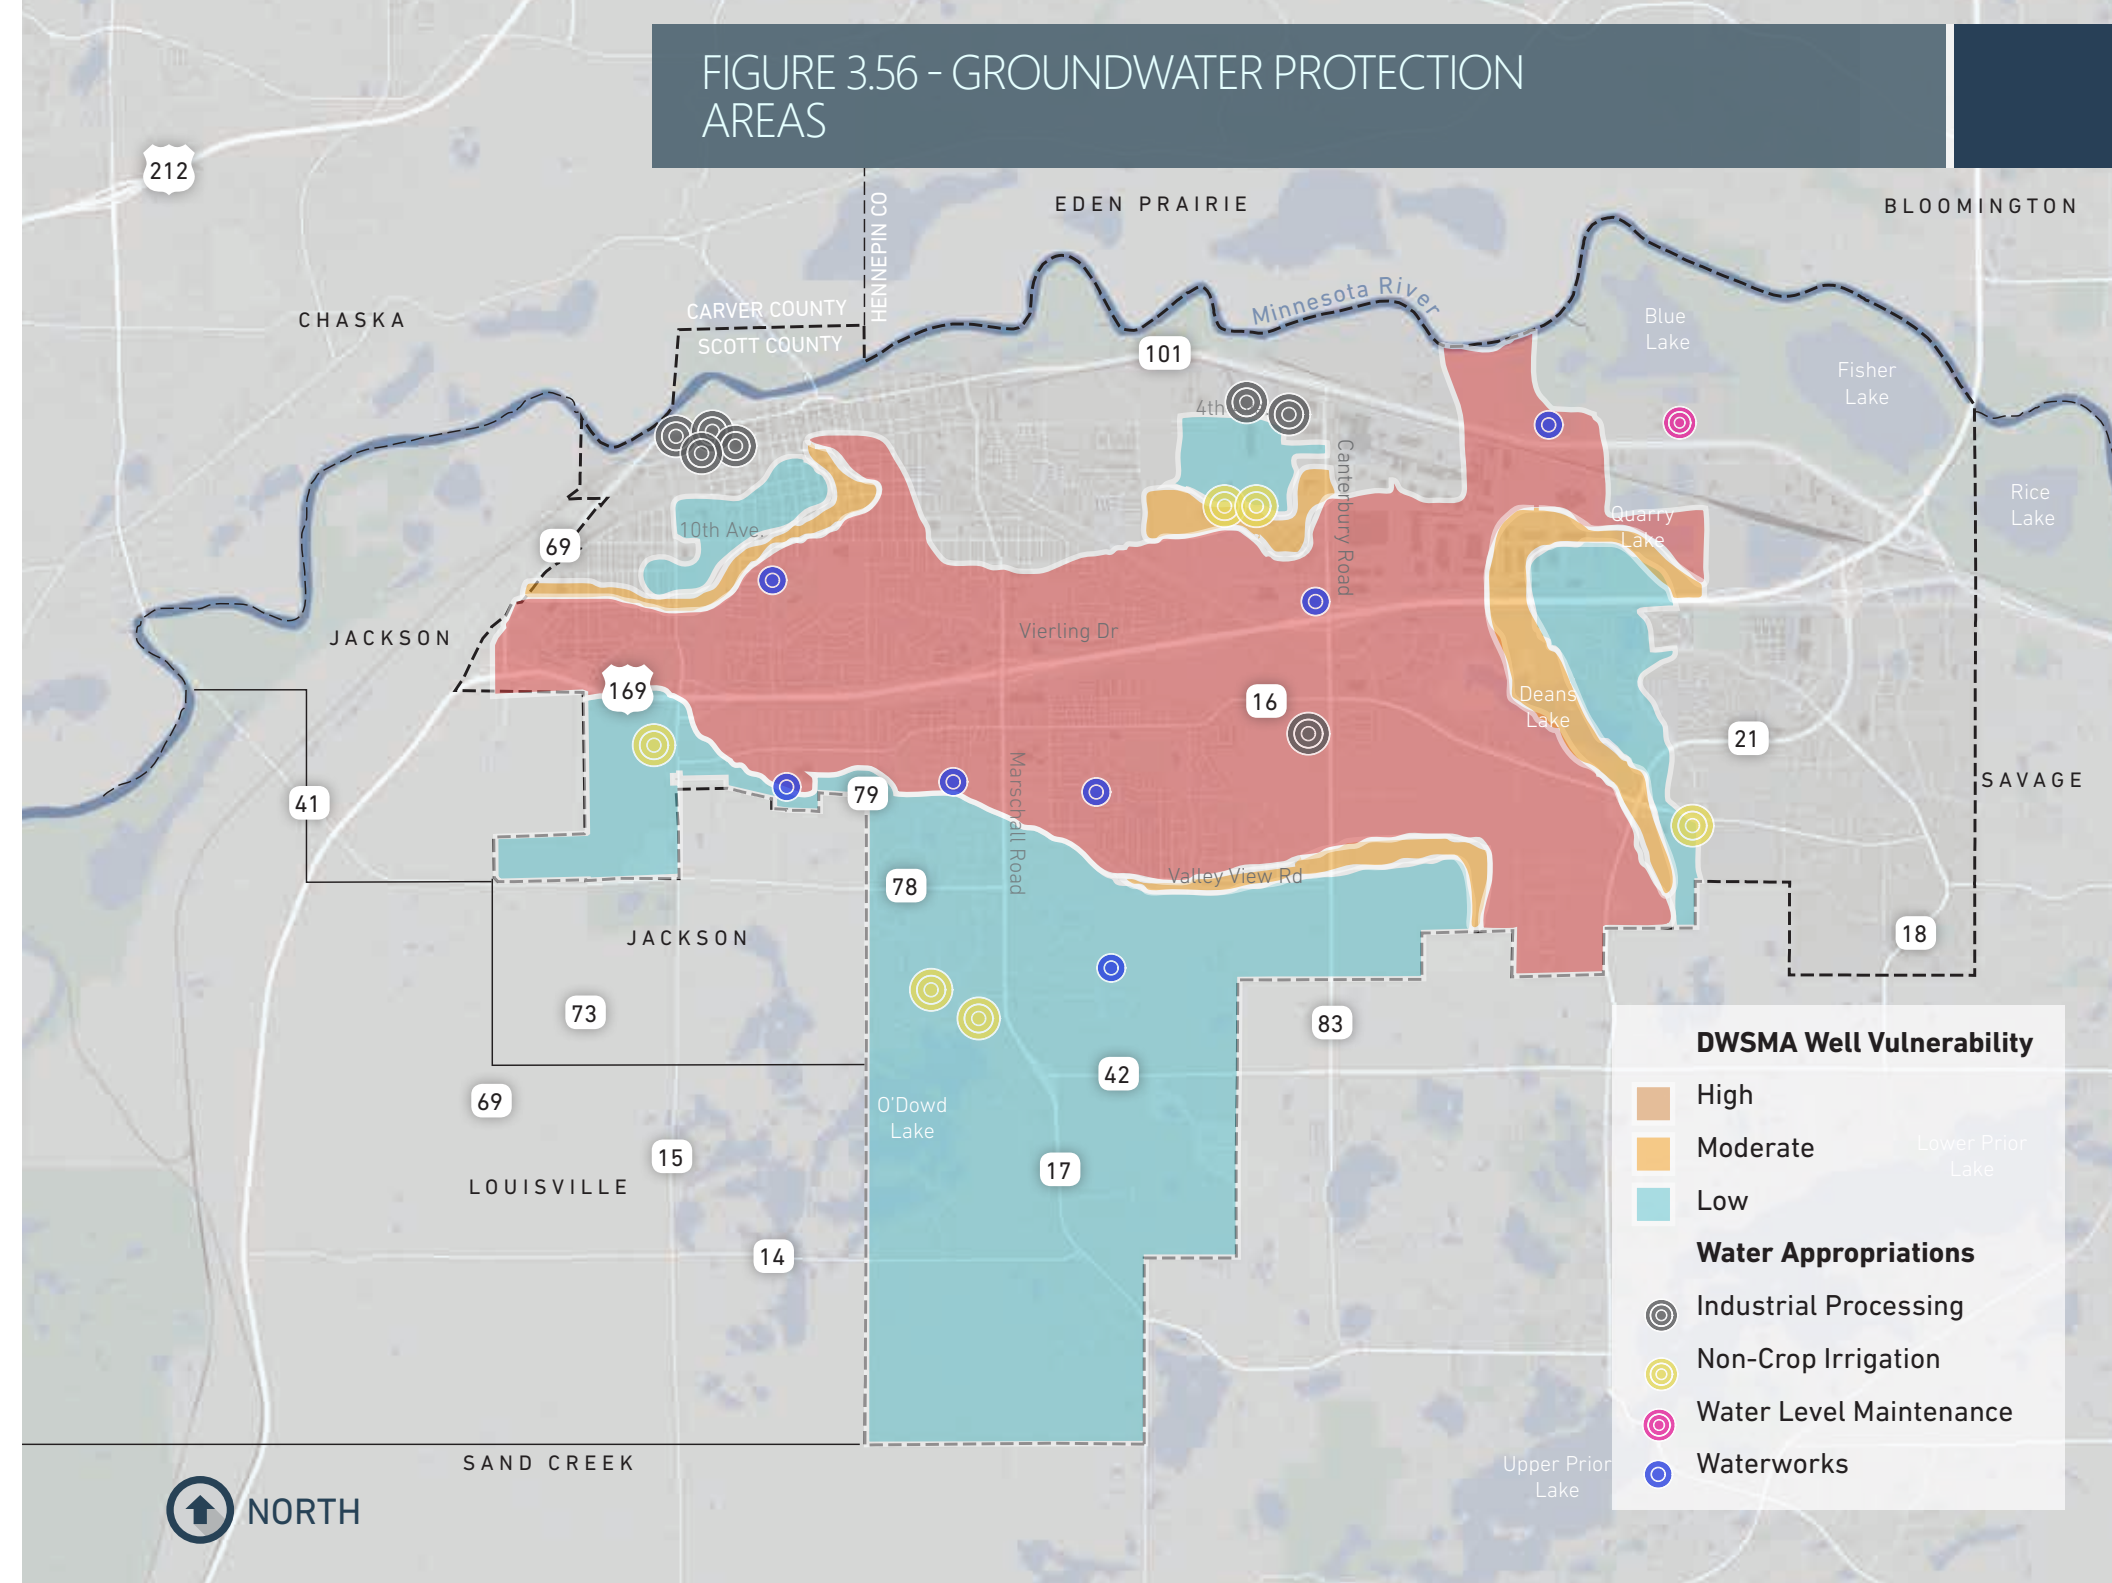 FIGURE 3.56 - GROUNDWATER PROTECTION
AREAS
212
HENNEPIN CO
EDEN PRAIRIE
BLOOMINGTON
CHASKA
CARVER COUNTY
SCOTT COUNTY
Minnesota River
101
Blue
Lake
Fisher
Lake
4th
Canterbury Road
Rice
Lake
Quarry
Lake
10th Ave.
69
JACKSON
Vierling Dr
169
16
Deans
Lake
21
SAVAGE
41
79
Marschall Road
78
Valley View Rd
18
JACKSON
73
83
42
69
O'Dowd
Lake
15
17
LOUISVILLE
14
DWSMA Well Vulnerability
High
Moderate
Low
Lower Prior
Lake
Water Appropriations
Industrial Processing
Non-Crop Irrigation
Water Level Maintenance
Waterworks
Upper Prior
Lake
SAND CREEK
NORTH